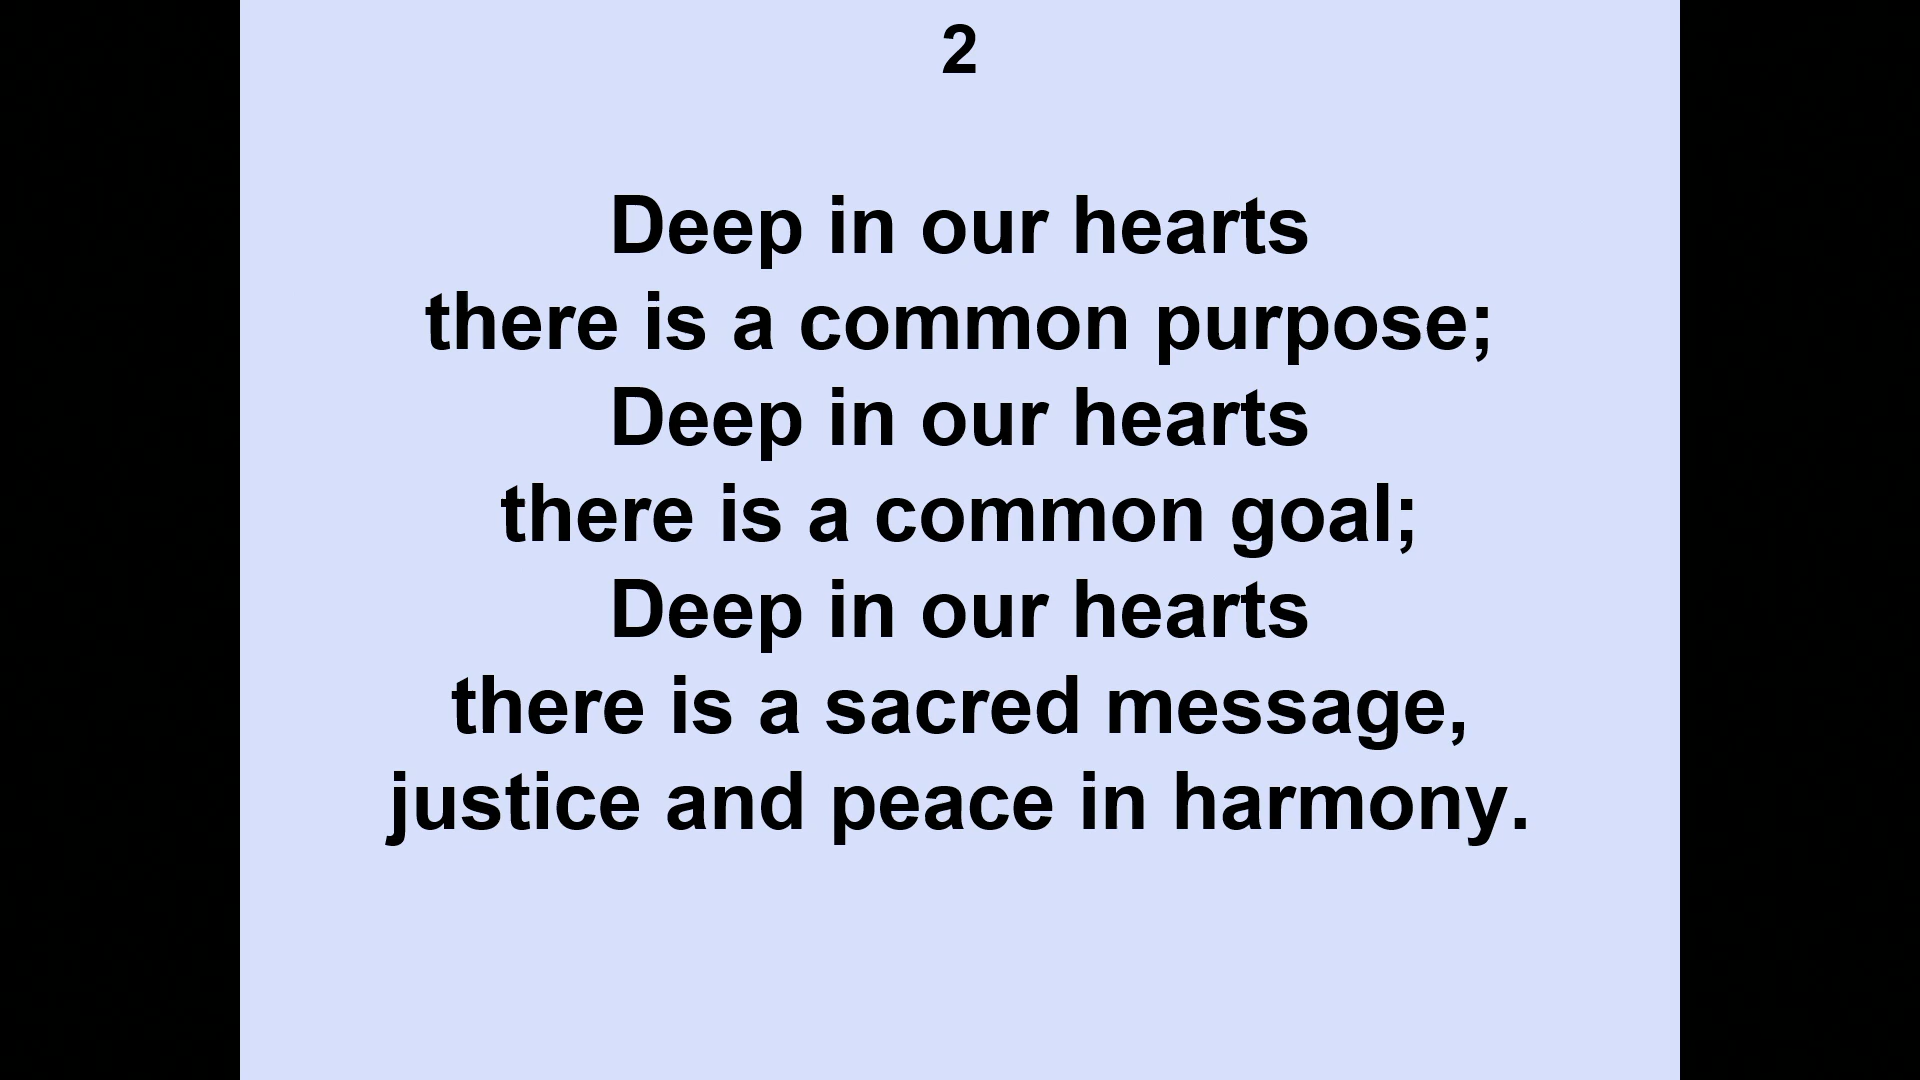 2
Deep in our hearts
there is a common purpose;
Deep in our hearts
there is a common goal;
Deep in our hearts
there is a sacred message,
justice and peace in harmony.